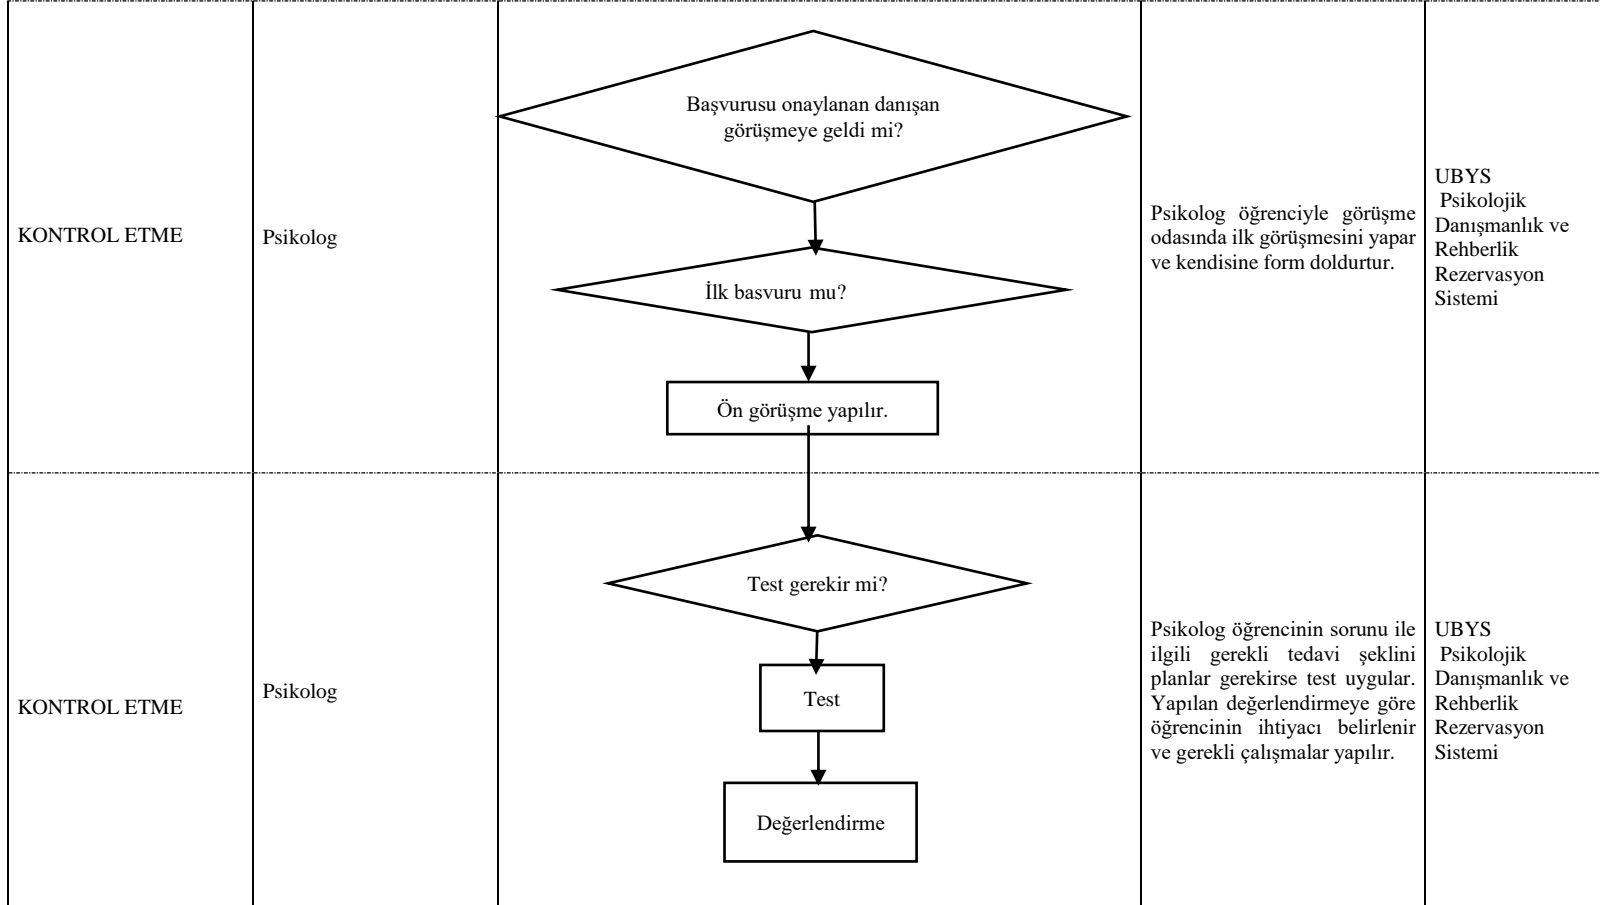 KONTROL ETME
Psikolog
Başvurusu onaylanan danışan
görüşmeye geldi mi?
İlk basvuru mu?
Ön görüşme yapılır.
Psikolog öğrenciyle görüşme
odasında ilk görüşmesini yapar
ve kendisine form doldurtur.
UBYS
Psikolojik
Danışmanlık ve
Rehberlik
Rezervasyon
Sistemi
KONTROL ETME
Psikolog
Test gerekir mi?
Test
Değerlendirme
Psikolog öğrencinin sorunu ile
ilgili gerekli tedavi şeklini
planlar gerekirse test uygular.
Yapılan değerlendirmeye göre
öğrencinin ihtiyacı belirlenir
ve gerekli çalışmalar yapılır.
UBYS
Psikolojik
Danışmanlık ve
Rehberlik
Rezervasyon
Sistemi